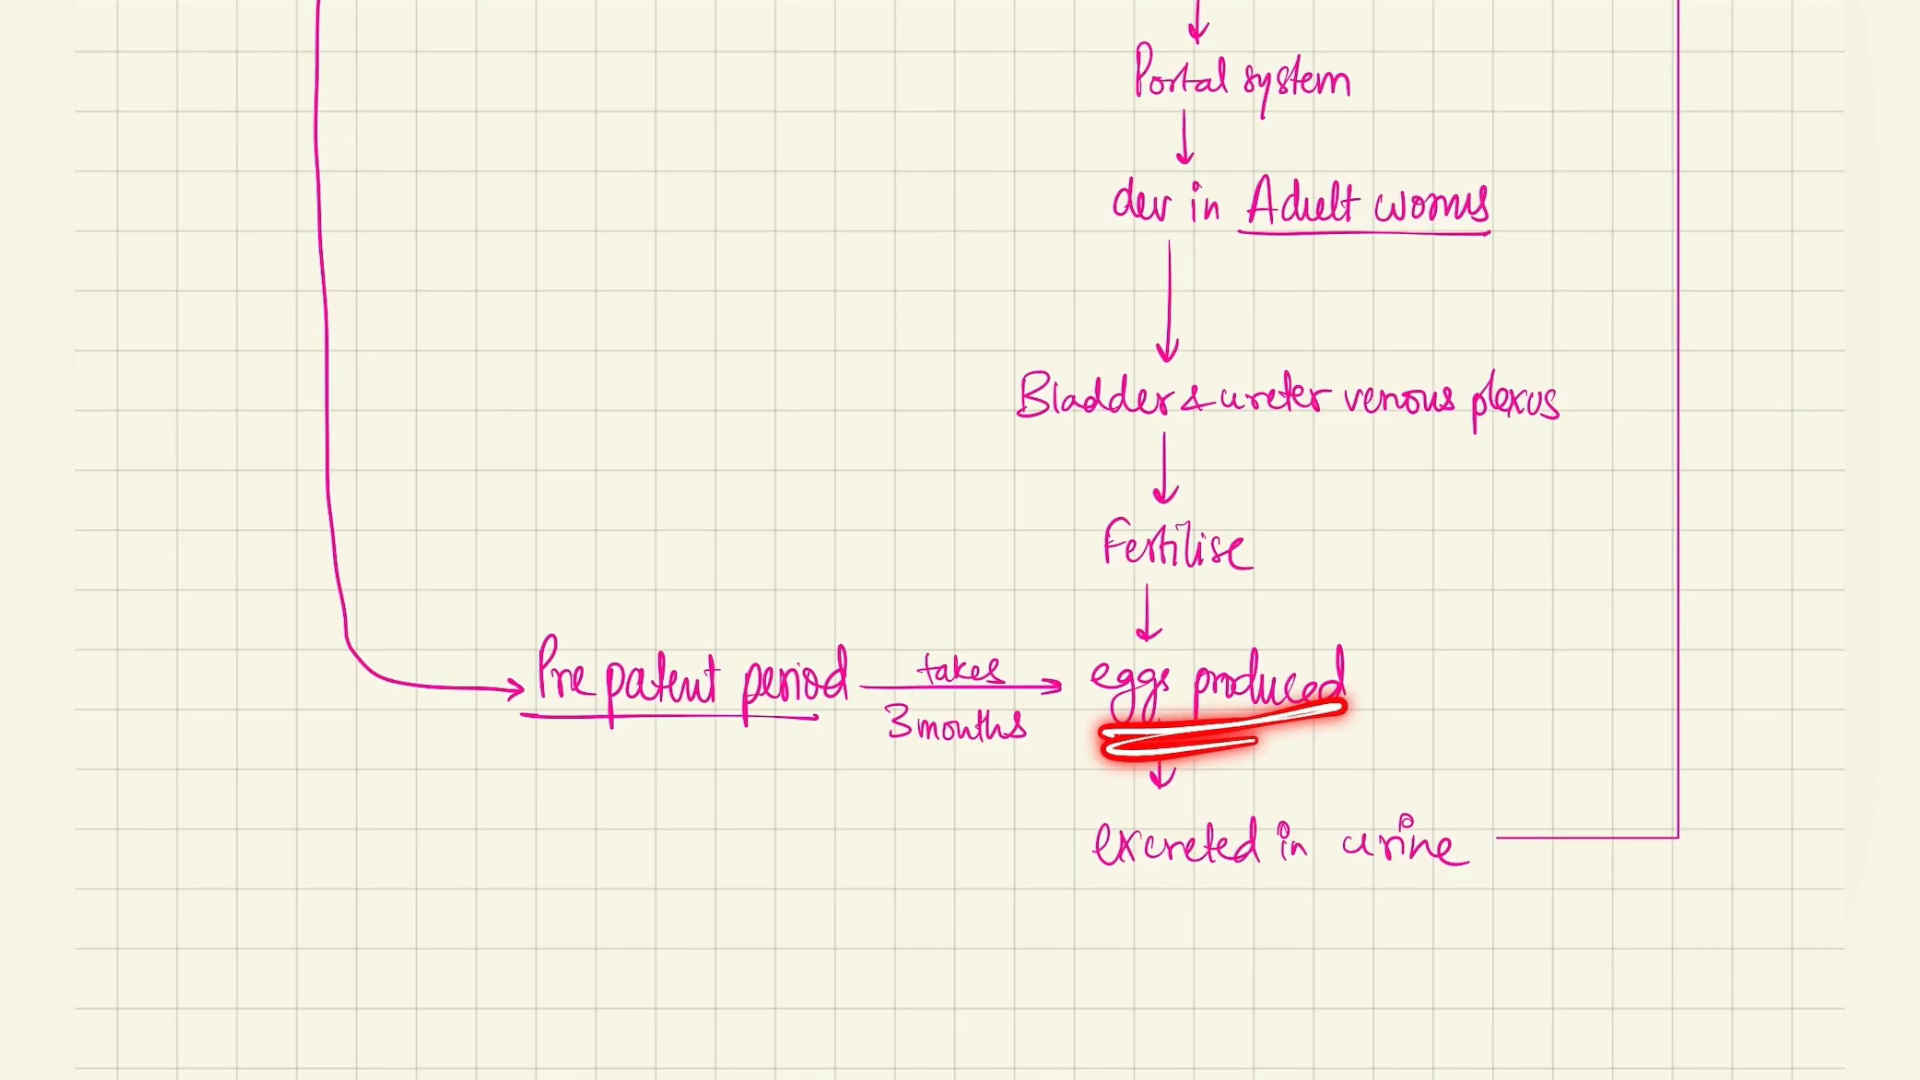 Portal system
dev in Adult worms
Bladder & ureter venous plexus
Fertilise
Pre patent period takes 3 months eggs produced
excreted in urine